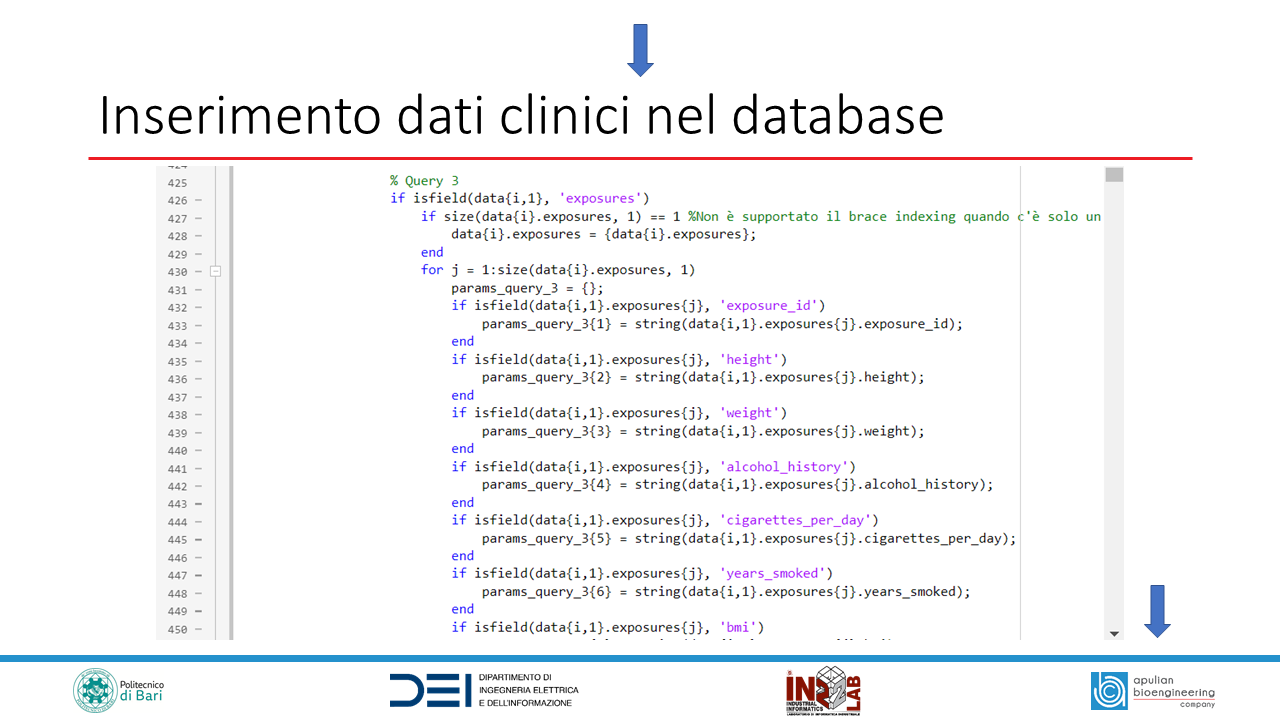 Inserimento dati clinici nel database
425 % Query 3
426 if isfield(data{i,1}, 'exposures')
427 if size(data{i}.exposures, 1) == 1 %Non è supportato il brace indexing quando c'è solo un
428 data{i}.exposures = {data{i}.exposures};
429 end
430 for j = 1:size(data{i}.exposures, 1)
431 params_query_3 = {};
432 if isfield(data{i,1}.exposures{j}, 'exposure_id')
433 params_query_3{1} = string(data{i,1}.exposures{j}.exposure_id);
434 end
435 if isfield(data{i,1}.exposures{j}, 'height')
436 params_query_3{2} = string(data{i,1}.exposures{j}.height);
437 end
438 if isfield(data{i,1}.exposures{j}, 'weight')
439 params_query_3{3} = string(data{i,1}.exposures{j}.weight);
440 end
441 if isfield(data{i,1}.exposures{j}, 'alcohol_history')
442 params_query_3{4} = string(data{i,1}.exposures{j}.alcohol_history);
443 end
444 if isfield(data{i,1}.exposures{j}, 'cigarettes_per_day')
445 params_query_3{5} = string(data{i,1}.exposures{j}.cigarettes_per_day);
446 end
447 if isfield(data{i,1}.exposures{j}, 'years_smoked')
448 params_query_3{6} = string(data{i,1}.exposures{j}.years_smoked);
449 end
450 if isfield(data{i,1}.exposures{j}, 'bmi')
Politecnico
di Bari
DEI
DIPARTIMENTO DI
INGEGNERIA ELETTRICA
E DELL'INFORMAZIONE
INDUSTRIAL
INFORMATICS
LAB
LABORATORIO DI INFORMATICA INDUSTRIALE
apulian
bioengineering
company